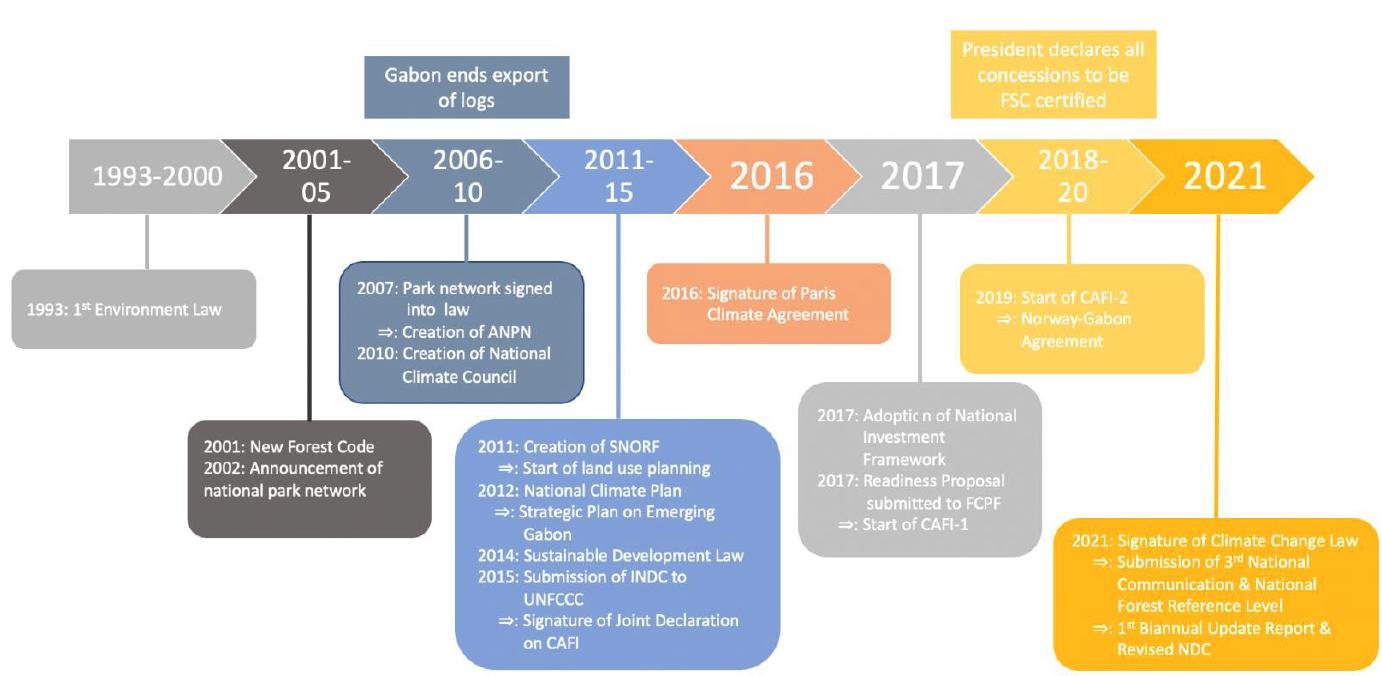 Gabon ends export
of logs
President declares all
concessions to be
FSC certified
1993-2000
2001-
05
2006-
10
2011-
15
2016
2017
2018-
20
2021
1993: 1st Environment Law
2001: New Forest Code
2002: Announcement of
national park network
2007: Park network signed
into law
⇒: Creation of ANPN
2010: Creation of National
Climate Council
2011: Creation of SNORF
⇒: Start of land use planning
2012: National Climate Plan
⇒: Strategic Plan on Emerging
Gabon
2014: Sustainable Development Law
2015: Submission of INDC to
UNFCCC
⇒: Signature of Joint Declaration
on CAFI
2016: Signature of Paris
Climate Agreement
2017: Adoption of National
Investment
Framework
2017: Readiness Proposal
submitted to FCPF
⇒: Start of CAFI-1
2019: Start of CAFI-2
⇒: Norway-Gabon
Agreement
2021: Signature of Climate Change Law
⇒: Submission of 3rd National
Communication & National
Forest Reference Level
⇒: 1st Biannual Update Report &
Revised NDC